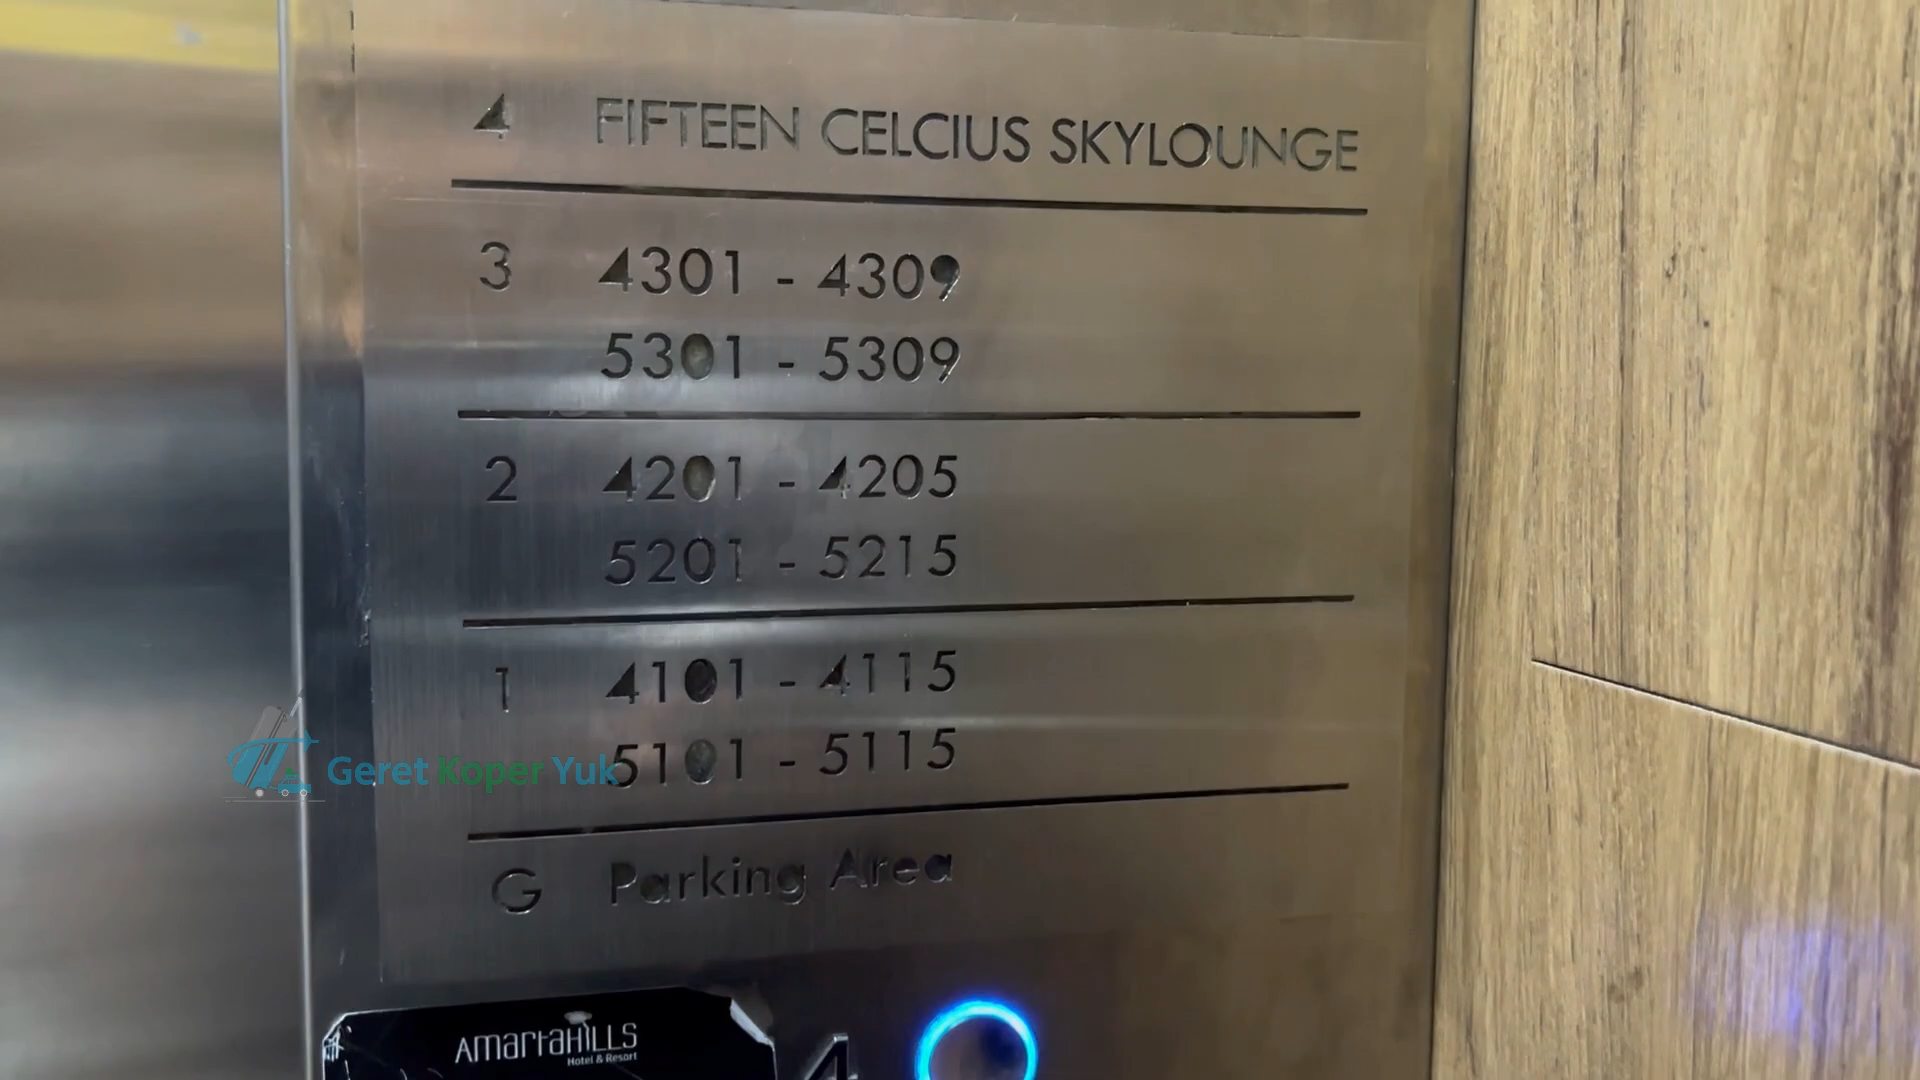 4 FIFTEEN CELCIUS SKYLOUNGE
3 4301 - 4309
5301 - 5309
2 4201 - 4205
5201 - 5215
1 4101 - 4115
5101 - 5115
Geret Koper Yuk
G Parking Area
AmartaHILLS
Hotel & Resort
4